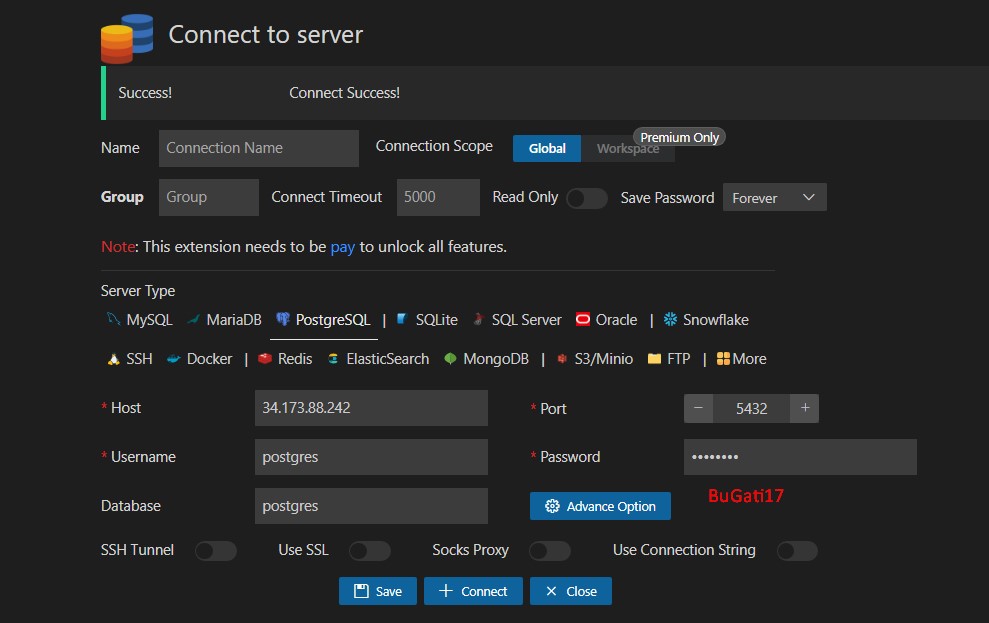 Connect to server
Success! Connect Success!
Premium Only
Name Connection Name Connection Scope Global Workspace
Group Group Connect Timeout 5000 Read Only Save Password Forever
Note: This extension needs to be pay to unlock all features.
Server Type
MySQL MariaDB PostgreSQL | SQLite SQL Server Oracle | Snowflake
SSH Docker | Redis ElasticSearch MongoDB | S3/Minio FTP | More
* Host 34.173.88.242 * Port − 5432 +
* Username postgres * Password ••••••••
BuGati17
Database postgres Advance Option
SSH Tunnel Use SSL Socks Proxy Use Connection String
Save + Connect × Close